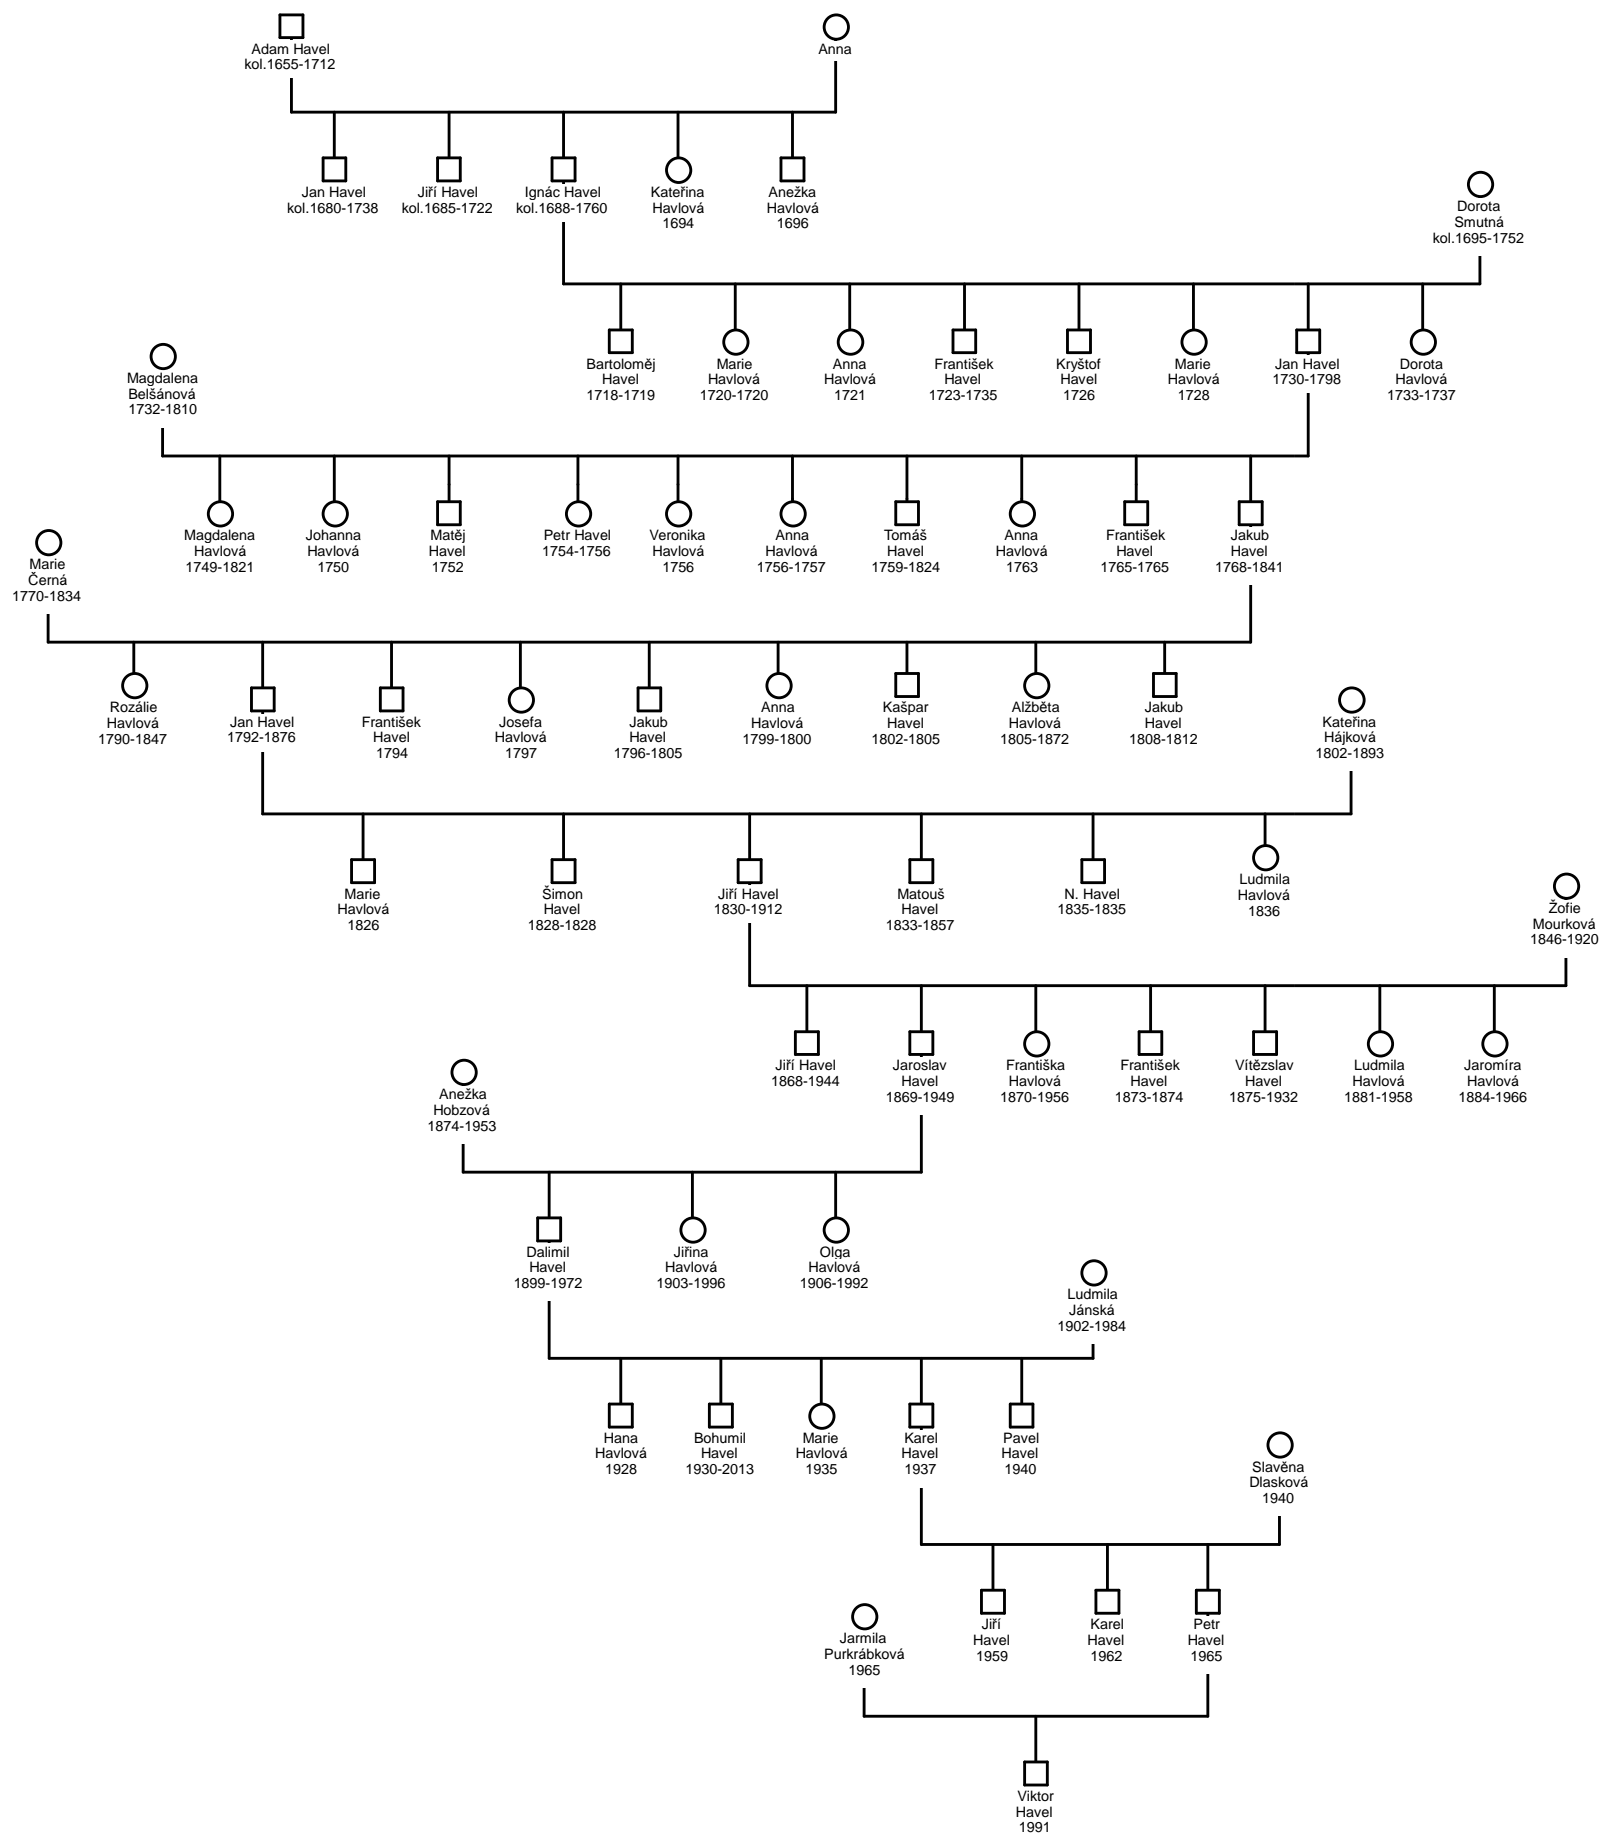 Adam Havel
kol.1655-1712
Anna
Jan Havel
kol.1680-1738
Jiří Havel
kol.1685-1722
Ignác Havel
kol.1688-1760
Kateřina
Havlová
1694
Anežka
Havlová
1696
Dorota
Smutná
kol.1695-1752
Bartoloměj
Havel
1718-1719
Marie
Havlová
1720-1720
Anna
Havlová
1721
František
Havel
1723-1735
Kryštof
Havel
1726
Marie
Havlová
1728
Jan Havel
1730-1798
Dorota
Havlová
1733-1737
Magdalena
Belšánová
1732-1810
Magdalena
Havlová
1749-1821
Johanna
Havlová
1750
Matěj
Havel
1752
Petr Havel
1754-1756
Veronika
Havlová
1756
Anna
Havlová
1756-1757
Tomáš
Havel
1759-1824
Anna
Havlová
1763
František
Havel
1765-1765
Jakub
Havel
1768-1841
Marie
Černá
1770-1834
Rozálie
Havlová
1790-1847
Jan Havel
1792-1876
František
Havel
1794
Josefa
Havlová
1797
Jakub
Havel
1796-1805
Anna
Havlová
1799-1800
Kašpar
Havel
1802-1805
Alžběta
Havlová
1805-1872
Jakub
Havel
1808-1812
Kateřina
Hájková
1802-1893
Marie
Havlová
1826
Šimon
Havel
1828-1828
Jiří Havel
1830-1912
Matouš
Havel
1833-1857
N. Havel
1835-1835
Ludmila
Havlová
1836
Žofie
Mourková
1846-1920
Jiří Havel
1868-1944
Jaroslav
Havel
1869-1949
Františka
Havlová
1870-1956
František
Havel
1873-1874
Vítězslav
Havel
1875-1932
Ludmila
Havlová
1881-1958
Jaromíra
Havlová
1884-1966
Anežka
Hobzová
1874-1953
Dalimil
Havel
1899-1972
Jiřina
Havlová
1903-1996
Olga
Havlová
1906-1992
Ludmila
Jánská
1902-1984
Hana
Havlová
1928
Bohumil
Havel
1930-2013
Marie
Havlová
1935
Karel
Havel
1937
Pavel
Havel
1940
Slavěna
Dlasková
1940
Jiří
Havel
1959
Karel
Havel
1962
Petr
Havel
1965
Jarmila
Purkrábková
1965
Viktor
Havel
1991